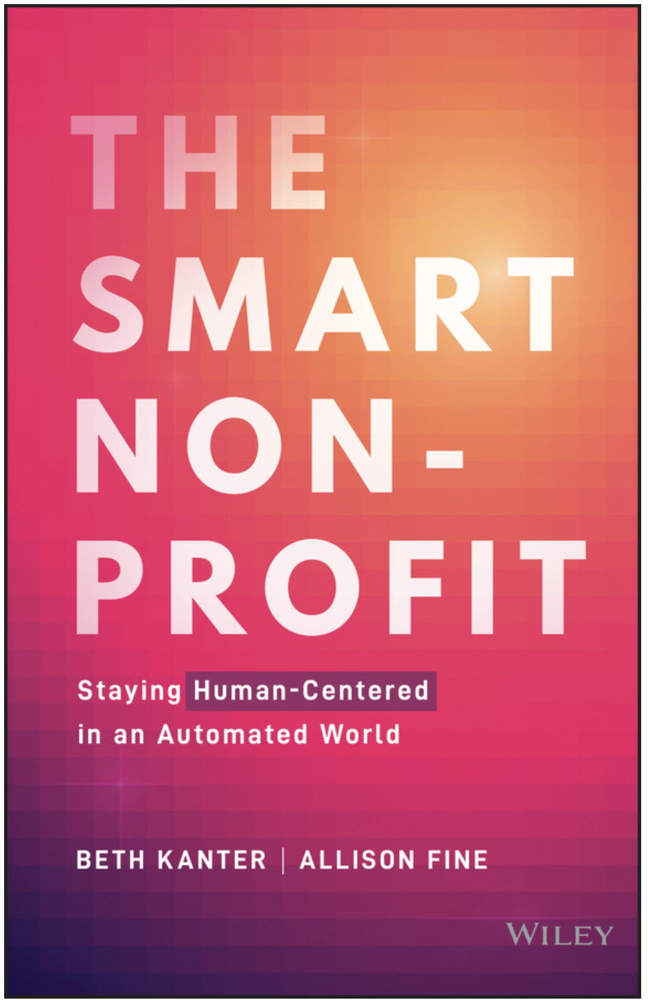 THE
SMART
NON-
PROFIT
Staying Human-Centered
in an Automated World
BETH KANTER | ALLISON FINE
WILEY